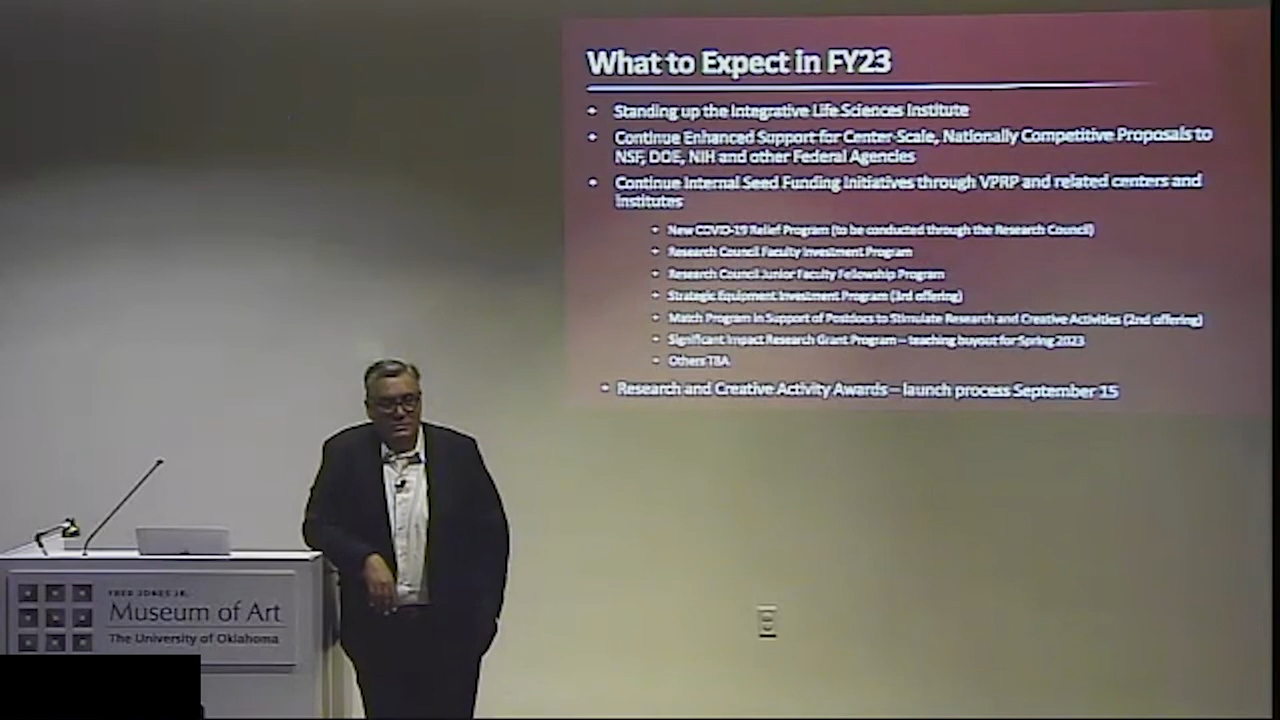 What to Expect in FY23
Standing up the Integrative Life Sciences Institute
Continue Enhanced Support for Center-Scale, Nationally Competitive Proposals to
NSF, DOE, NIH and other Federal Agencies
Continue Internal Seed Funding Initiatives through VPRP and related centers and
Institutes
New COVID-19 Relief Program (to be conducted through the Research Council)
Research Council Faculty Investment Program
Research Council Junior Faculty Fellowship Program
Strategic Equipment Investment Program (3rd offering)
Match Program in Support of Postdocs to Stimulate Research and Creative Activities (2nd offering)
Significant Impact Research Grant Program – teaching buyout for Spring 2023
Others TBA
Research and Creative Activity Awards – launch process September 15
FRED JONES JR.
Museum of Art
The University of Oklahoma